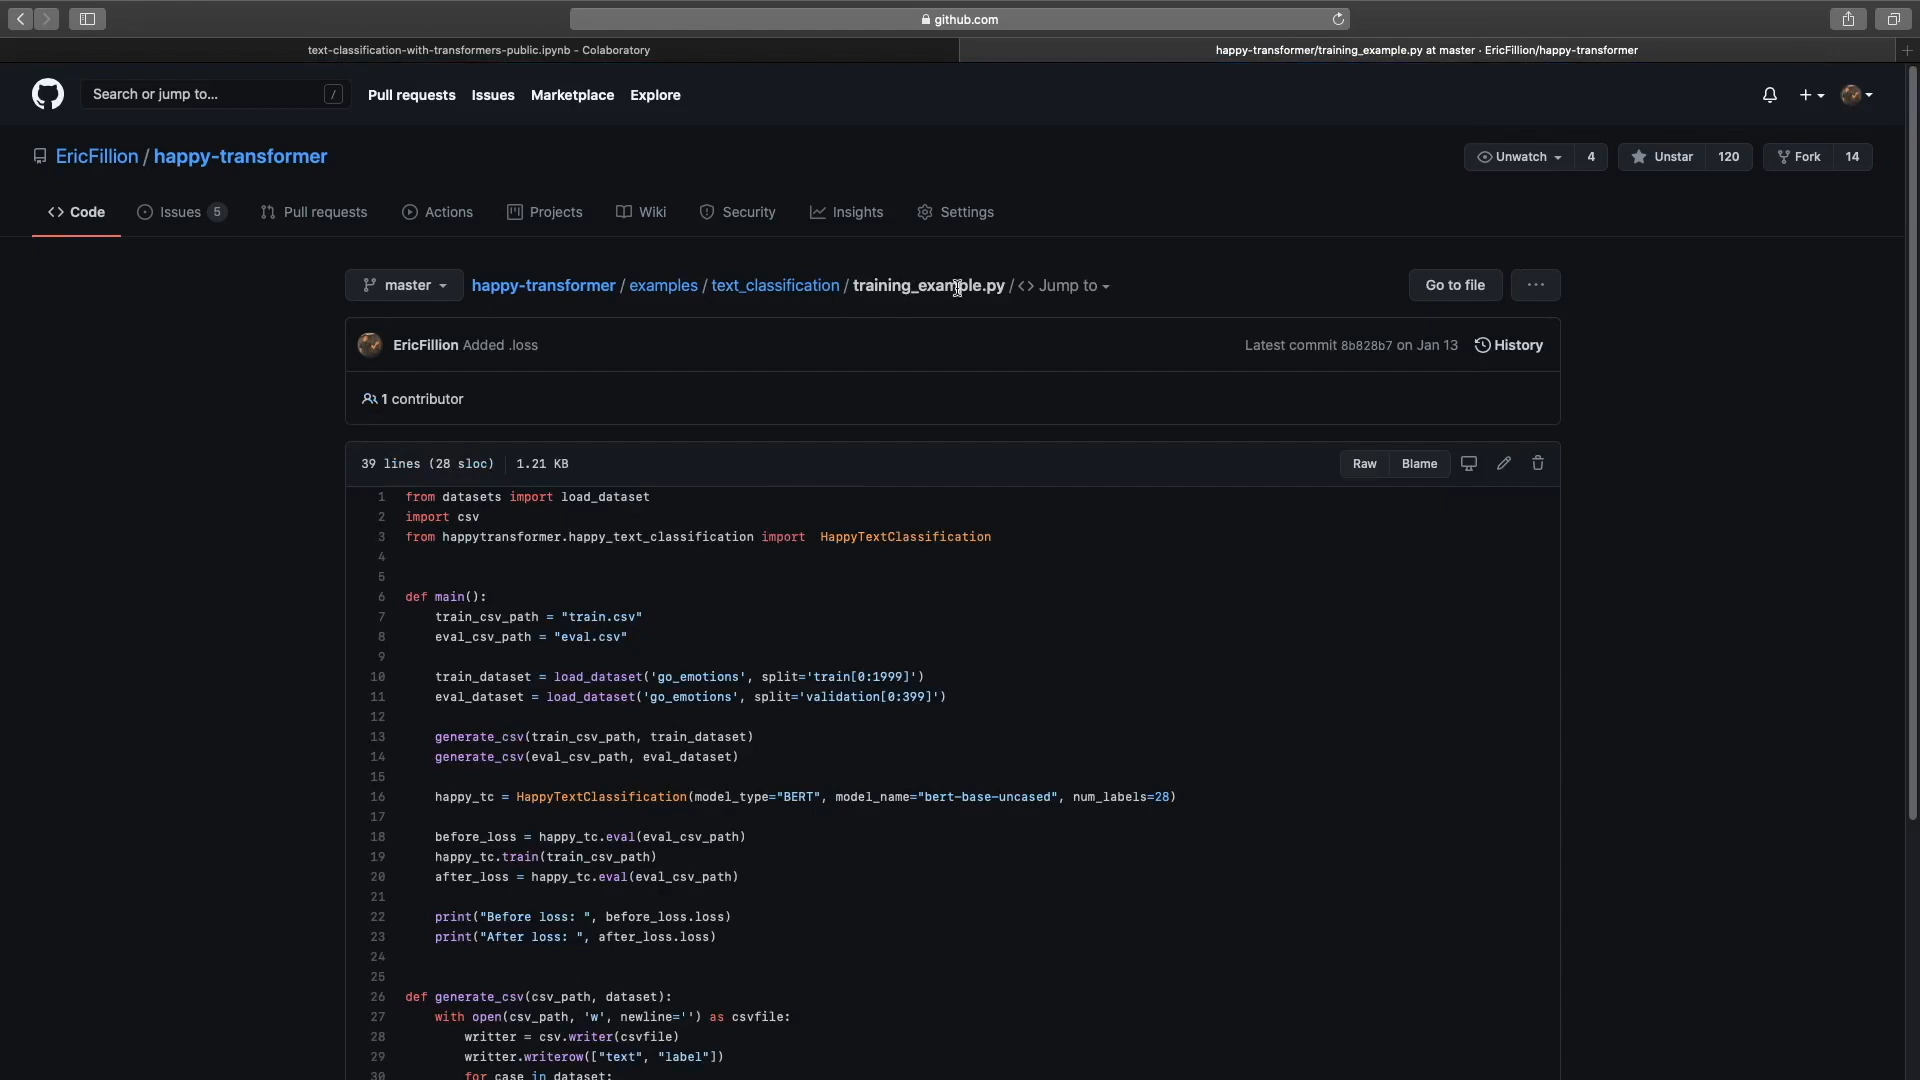 github.com
text-classification-with-transformers-public.ipynb - Colaboratory
happy-transformer/training_example.py at master · EricFillion/happy-transformer
Search or jump to... /
Pull requests Issues Marketplace Explore
EricFillion / happy-transformer
Unwatch 4 Unstar 120 Fork 14
Code Issues 5 Pull requests Actions Projects Wiki Security Insights Settings
master happy-transformer / examples / text_classification / training_example.py / <> Jump to Go to file ...
EricFillion Added .loss Latest commit 8b828b7 on Jan 13 History
1 contributor
39 lines (28 sloc) 1.21 KB Raw Blame
1 from datasets import load_dataset
2 import csv
3 from happytransformer.happy_text_classification import  HappyTextClassification
4
5
6 def main():
7     train_csv_path = "train.csv"
8     eval_csv_path = "eval.csv"
9
10     train_dataset = load_dataset('go_emotions', split='train[0:1999]')
11     eval_dataset = load_dataset('go_emotions', split='validation[0:399]')
12
13     generate_csv(train_csv_path, train_dataset)
14     generate_csv(eval_csv_path, eval_dataset)
15
16     happy_tc = HappyTextClassification(model_type="BERT", model_name="bert-base-uncased", num_labels=28)
17
18     before_loss = happy_tc.eval(eval_csv_path)
19     happy_tc.train(train_csv_path)
20     after_loss = happy_tc.eval(eval_csv_path)
21
22     print("Before loss: ", before_loss.loss)
23     print("After loss: ", after_loss.loss)
24
25
26 def generate_csv(csv_path, dataset):
27     with open(csv_path, 'w', newline='') as csvfile:
28         writter = csv.writer(csvfile)
29         writter.writerow(["text", "label"])
30         for case in dataset: